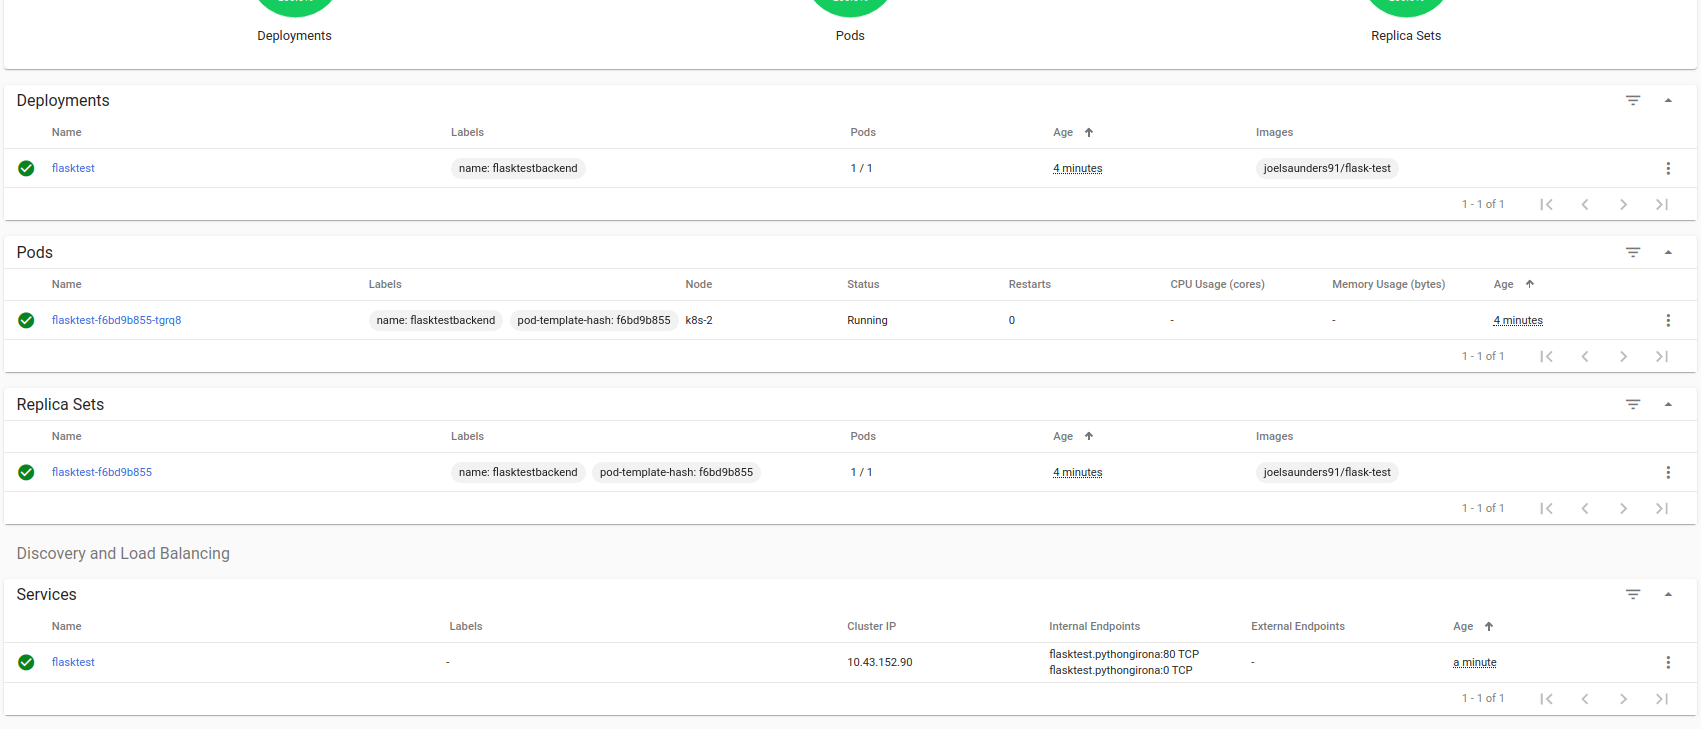 Deployments Pods Replica Sets
Deployments
Name Labels Pods Age Images
flasktest name: flasktestbackend 1 / 1 4 minutes joelsaunders91/flask-test
1 - 1 of 1
Pods
Name Labels Node Status Restarts CPU Usage (cores) Memory Usage (bytes) Age
flasktest-f6bd9b855-tgrq8 name: flasktestbackend pod-template-hash: f6bd9b855 k8s-2 Running 0 - - 4 minutes
1 - 1 of 1
Replica Sets
Name Labels Pods Age Images
flasktest-f6bd9b855 name: flasktestbackend pod-template-hash: f6bd9b855 1 / 1 4 minutes joelsaunders91/flask-test
1 - 1 of 1
Discovery and Load Balancing
Services
Name Labels Cluster IP Internal Endpoints External Endpoints Age
flasktest - 10.43.152.90 flasktest.pythongirona:80 TCP - a minute
flasktest.pythongirona:0 TCP
1 - 1 of 1